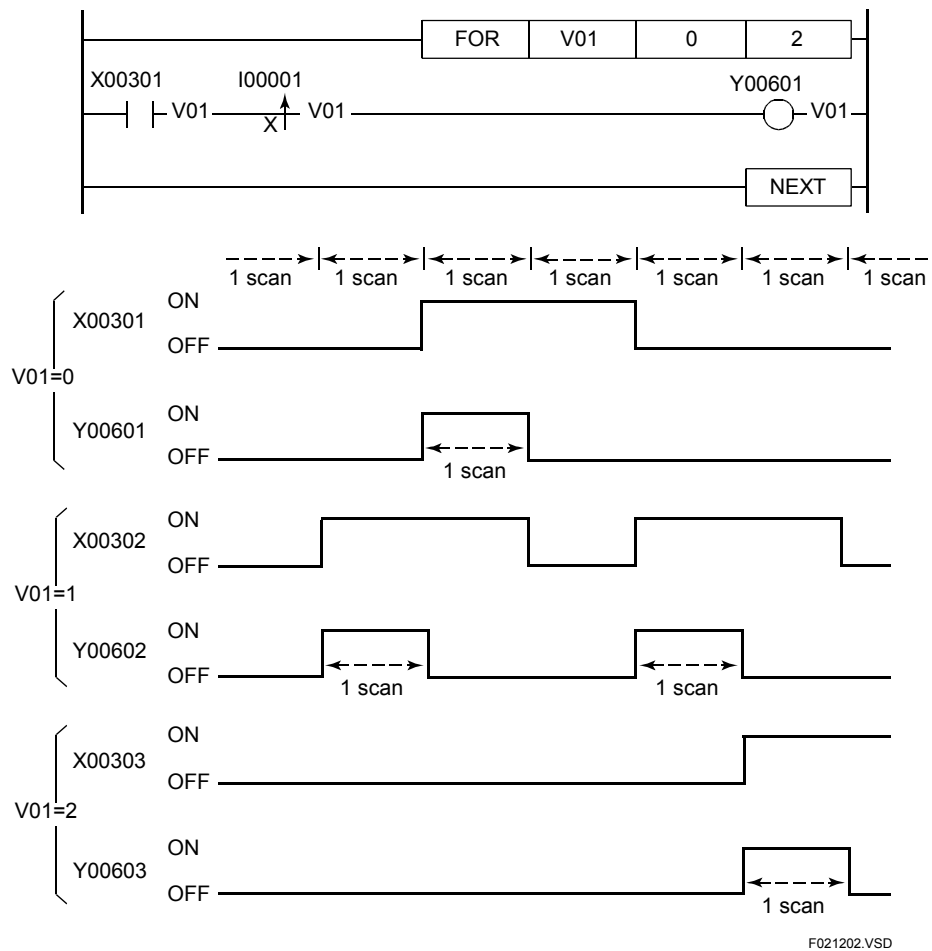 FOR V01 0 2
X00301 I00001 Y00601
V01 X V01 V01
NEXT
1 scan 1 scan 1 scan 1 scan 1 scan 1 scan 1 scan
ON
X00301
OFF
V01=0
ON
Y00601
OFF
1 scan
ON
X00302
OFF
V01=1
ON
Y00602
OFF
1 scan 1 scan
ON
X00303
OFF
V01=2
ON
Y00603
OFF
1 scan
F021202.VSD